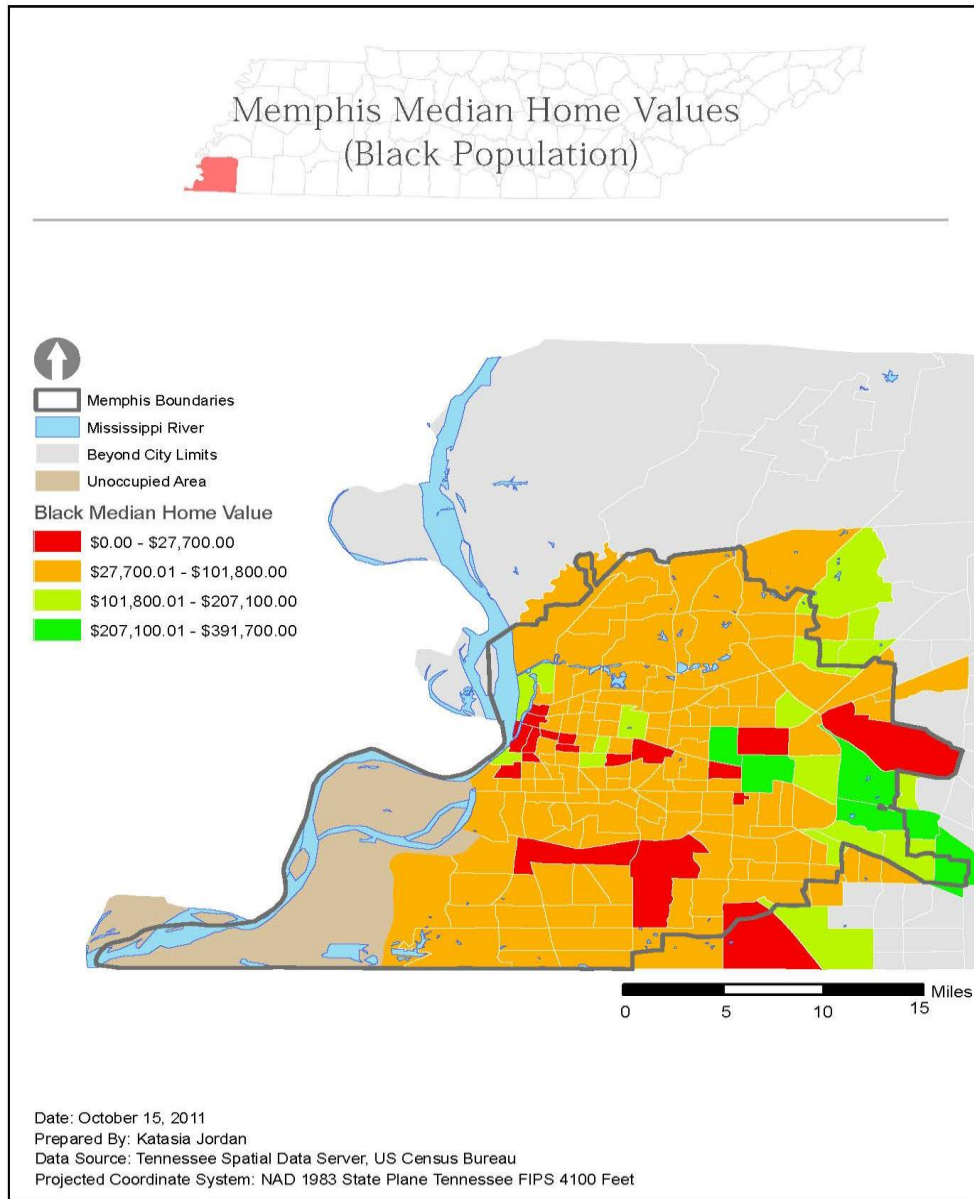 Memphis Median Home Values
(Black Population)
Memphis Boundaries
Mississippi River
Beyond City Limits
Unoccupied Area
Black Median Home Value
$0.00 - $27,700.00
$27,700.01 - $101,800.00
$101,800.01 - $207,100.00
$207,100.01 - $391,700.00
Miles
0 5 10 15
Date: October 15, 2011
Prepared By: Katasia Jordan
Data Source: Tennessee Spatial Data Server, US Census Bureau
Projected Coordinate System: NAD 1983 State Plane Tennessee FIPS 4100 Feet